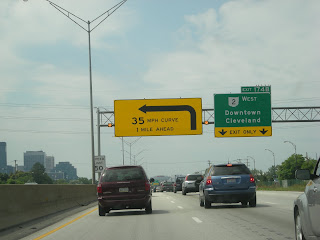 35 MPH CURVE
1 MILE AHEAD
EXIT 174B
2 WEST
Downtown
Cleveland
EXIT ONLY